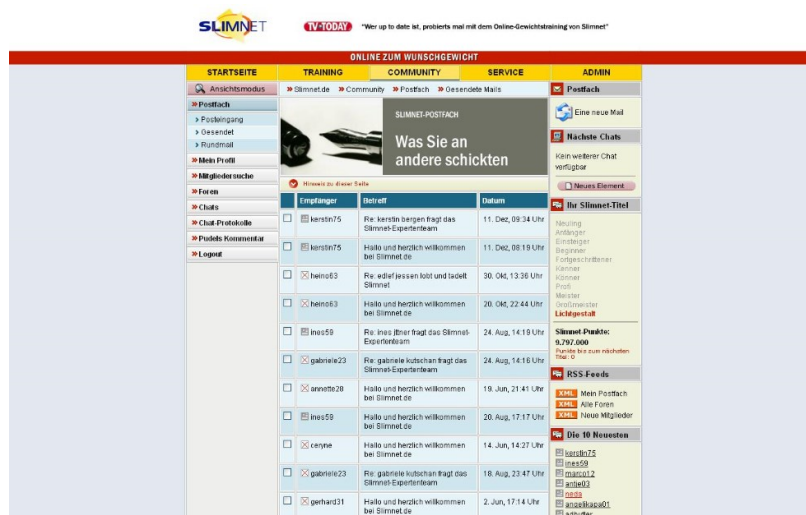 SLIMNET
TV-TODAY "Wer up to date ist, probierts mal mit dem Online-Gewichtstraining von Slimnet"
ONLINE ZUM WUNSCHGEWICHT
STARTSEITE TRAINING COMMUNITY SERVICE ADMIN
Ansichtsmodus
Postfach
Posteingang
Gesendet
Rundmail
Mein Profil
Mitgliedersuche
Foren
Chats
Chat-Protokolle
Pudels Kommentar
Logout
Slimnet.de Community Postfach Gesendete Mails
SLIMNET-POSTFACH
Was Sie an
andere schickten
Hinweis zu dieser Seite
Empfänger Betreff Datum
kerstin75 Re: kerstin bergen fragt das 11. Dez, 09:34 Uhr
Slimnet-Expertenteam
kerstin75 Hallo und herzlich willkommen 11. Dez, 08:19 Uhr
bei Slimnet.de
heino63 Re: edlef jessen lobt und tadelt 30. Okt, 13:36 Uhr
Slimnet
heino63 Hallo und herzlich willkommen 20. Okt, 22:44 Uhr
bei Slimnet.de
ines59 Re: ines jttner fragt das Slimnet- 24. Aug, 14:19 Uhr
Expertenteam
gabriele23 Re: gabriele kutschan fragt das 24. Aug, 14:16 Uhr
Slimnet-Expertenteam
annette28 Hallo und herzlich willkommen 19. Jun, 21:41 Uhr
bei Slimnet.de
ines59 Hallo und herzlich willkommen 20. Aug, 17:17 Uhr
bei Slimnet.de
ceryne Hallo und herzlich willkommen 14. Jun, 14:27 Uhr
bei Slimnet.de
gabriele23 Re: gabriele kutschan fragt das 18. Aug, 23:47 Uhr
Slimnet-Expertenteam
gerhard31 Hallo und herzlich willkommen 2. Jun, 17:14 Uhr
bei Slimnet.de
Postfach
Eine neue Mail
Nächste Chats
Kein weiterer Chat
verfügbar
Neues Element
Ihr Slimnet-Titel
Neuling
Anfänger
Einsteiger
Beginner
Fortgeschrittener
Kenner
Könner
Profi
Meister
Großmeister
Lichtgestalt
Slimnet-Punkte:
9.797.000
Punkte bis zum nächsten
Titel: 0
RSS-Feeds
XML Mein Postfach
XML Alle Foren
XML Neue Mitglieder
Die 10 Neuesten
kerstin75
ines59
marco12
antje03
neda
angelikapa01